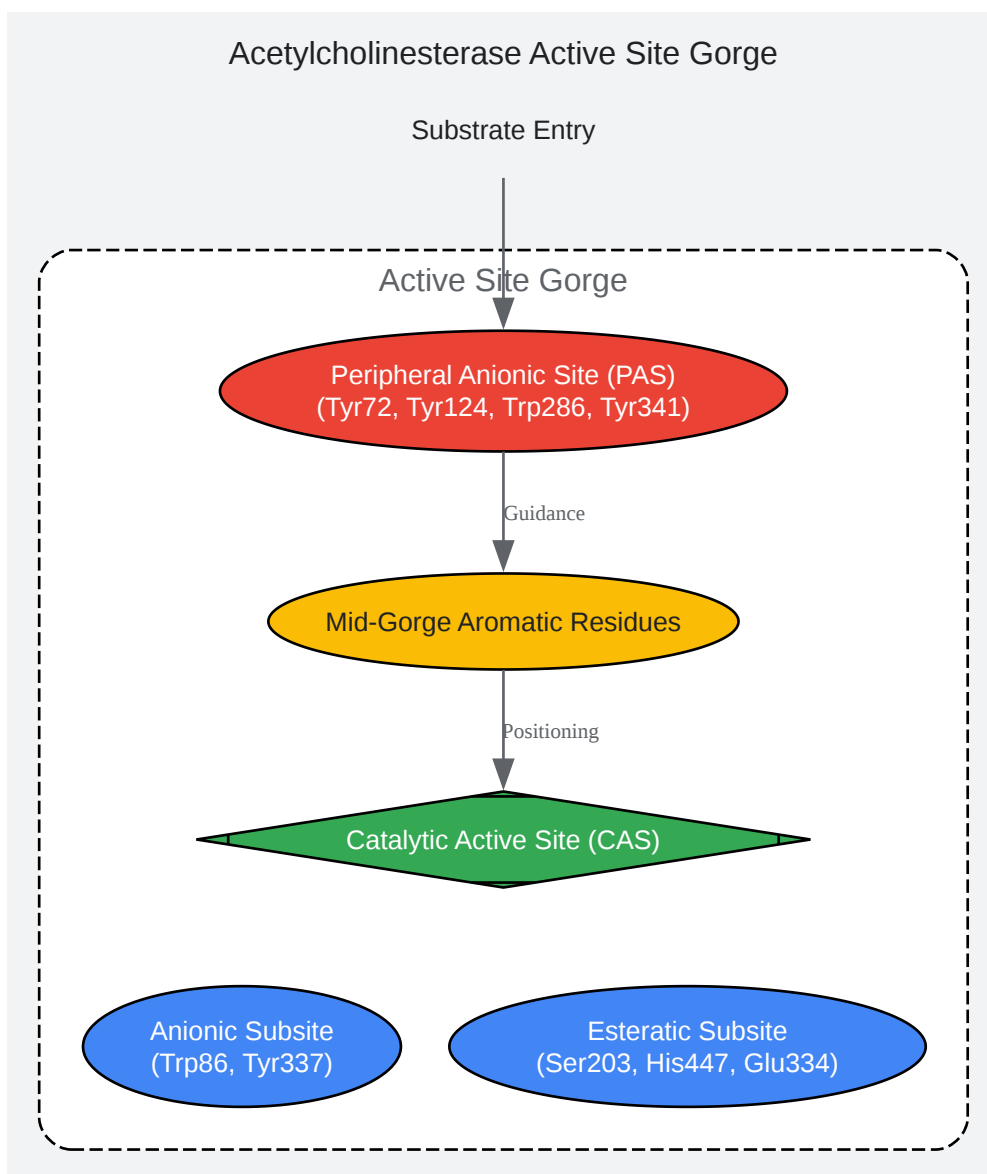 Acetylcholinesterase Active Site Gorge
Substrate Entry
Active Site Gorge
Peripheral Anionic Site (PAS)
(Tyr72, Tyr124, Trp286, Tyr341)
Guidance
Mid-Gorge Aromatic Residues
Positioning
Catalytic Active Site (CAS)
Anionic Subsite
(Trp86, Tyr337)
Esteratic Subsite
(Ser203, His447, Glu334)